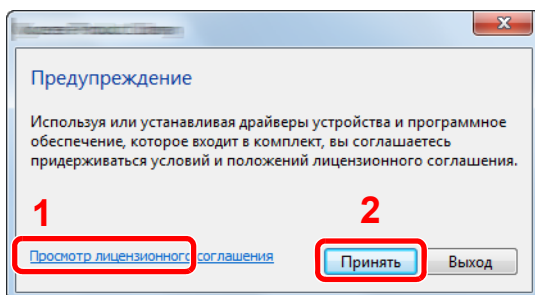 Предупреждение
Используя или устанавливая драйверы устройства и программное
обеспечение, которое входит в комплект, вы соглашаетесь
придерживаться условий и положений лицензионного соглашения.
1
2
Просмотр лицензионного соглашения
Принять
Выход